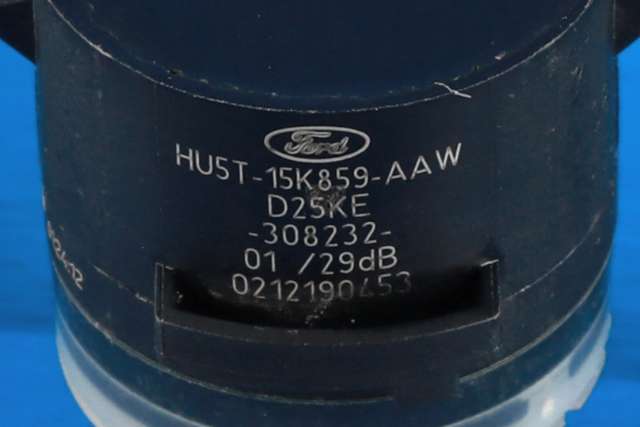 Ford
HU5T-15K859-AAW
D25KE
-308232-
01 /29dB
0212190453